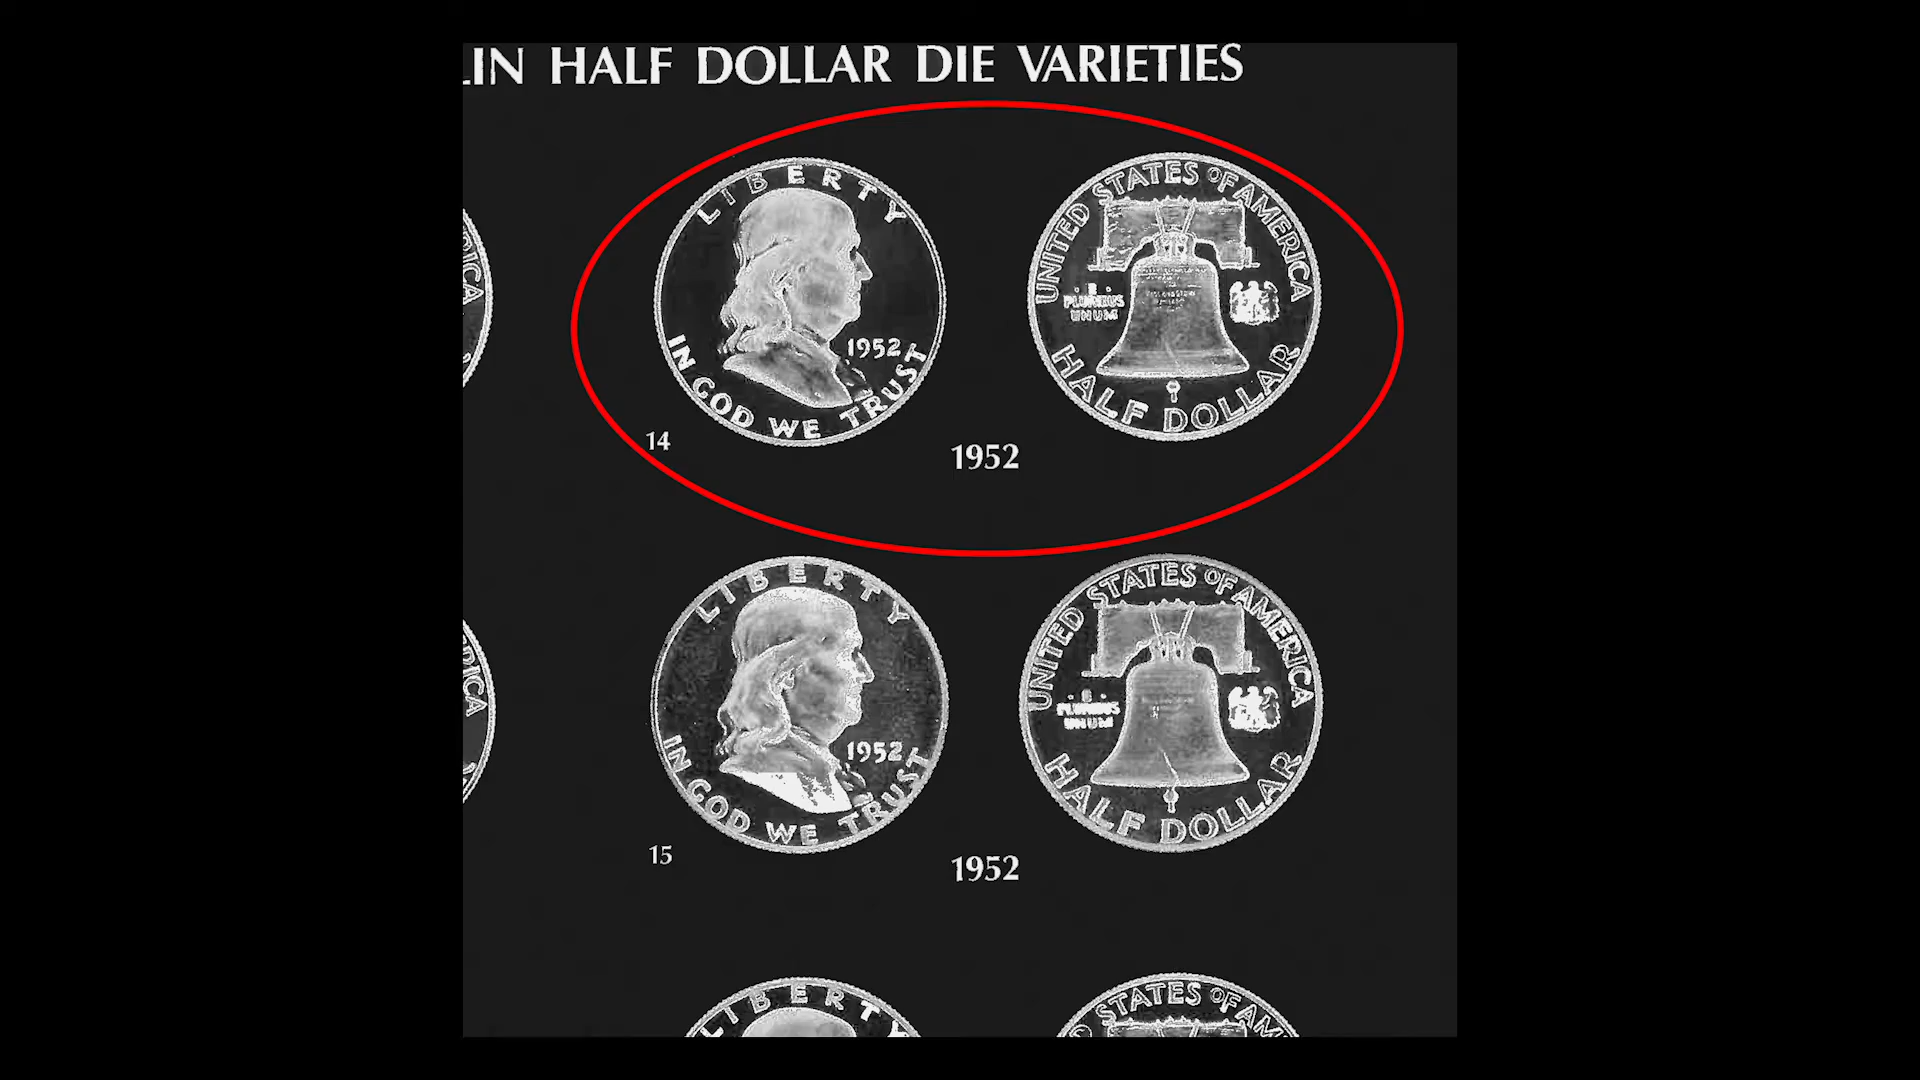 LIN HALF DOLLAR DIE VARIETIES
LIBERTY
1952
IN GOD WE TRUST
UNITED STATES OF AMERICA
E
PLURIBUS
UNUM
HALF DOLLAR
RICA
14
1952
LIBERTY
1952
IN GOD WE TRUST
UNITED STATES OF AMERICA
E
PLURIBUS
UNUM
HALF DOLLAR
RICA
15
1952
LIBERTY
STATES OF AM